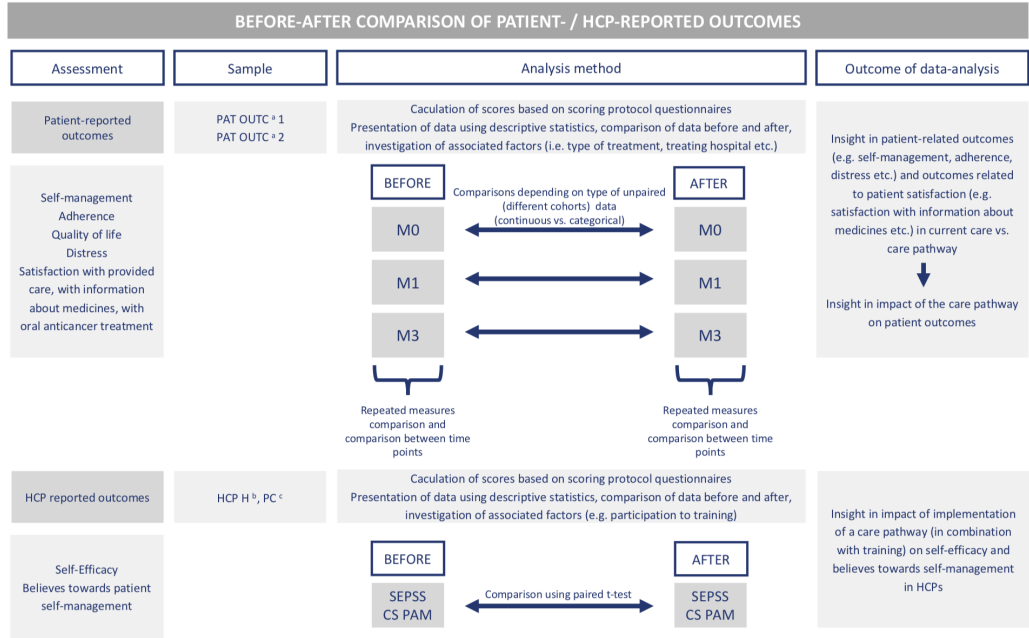 BEFORE-AFTER COMPARISON OF PATIENT- / HCP-REPORTED OUTCOMES
Assessment
Sample
Analysis method
Outcome of data-analysis
Patient-reported
outcomes
PAT OUTC ᵃ 1
PAT OUTC ᵃ 2
Caculation of scores based on scoring protocol questionnaires
Presentation of data using descriptive statistics, comparison of data before and after,
investigation of associated factors (i.e. type of treatment, treating hospital etc.)
Self-management
Adherence
Quality of life
Distress
Satisfaction with provided
care, with information
about medicines, with
oral anticancer treatment
BEFORE
Comparisons depending on type of unpaired
(different cohorts) data
(continuous vs. categorical)
AFTER
M0
M0
M1
M1
M3
M3
Repeated measures
comparison and
comparison between time
points
Repeated measures
comparison and
comparison between time
points
Insight in patient-related outcomes
(e.g. self-management, adherence,
distress etc.) and outcomes related
to patient satisfaction (e.g.
satisfaction with information about
medicines etc.) in current care vs.
care pathway
Insight in impact of the care pathway
on patient outcomes
HCP reported outcomes
HCP H ᵇ, PC ᶜ
Caculation of scores based on scoring protocol questionnaires
Presentation of data using descriptive statistics, comparison of data before and after,
investigation of associated factors (e.g. participation to training)
Self-Efficacy
Believes towards patient
self-management
BEFORE
AFTER
SEPSS
CS PAM
Comparison using paired t-test
SEPSS
CS PAM
Insight in impact of implementation
of a care pathway (in combination
with training) on self-efficacy and
believes towards self-management
in HCPs